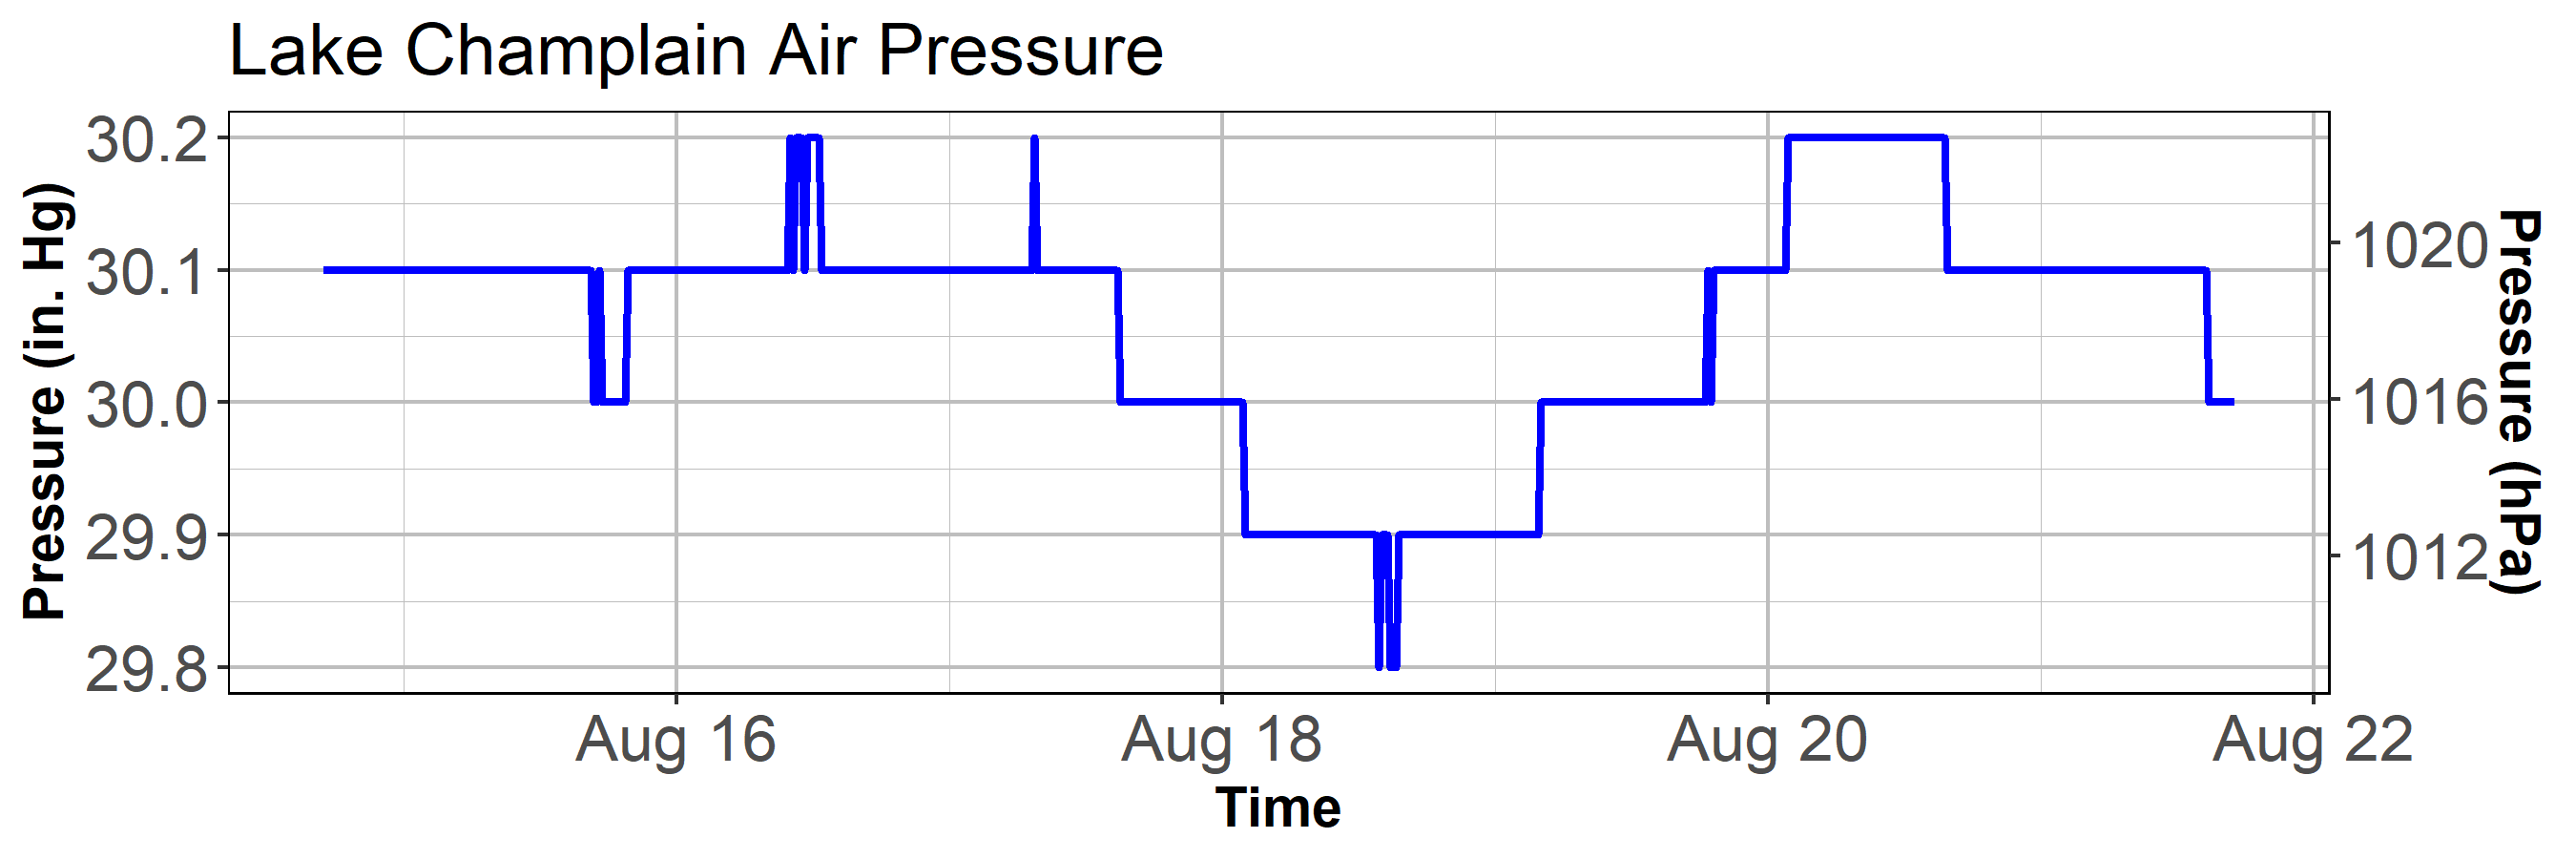 Lake Champlain Air Pressure
Pressure (in. Hg)
30.2
30.1
30.0
29.9
29.8
1020
1016
1012
Pressure (hPa)
Aug 16
Aug 18
Aug 20
Aug 22
Time